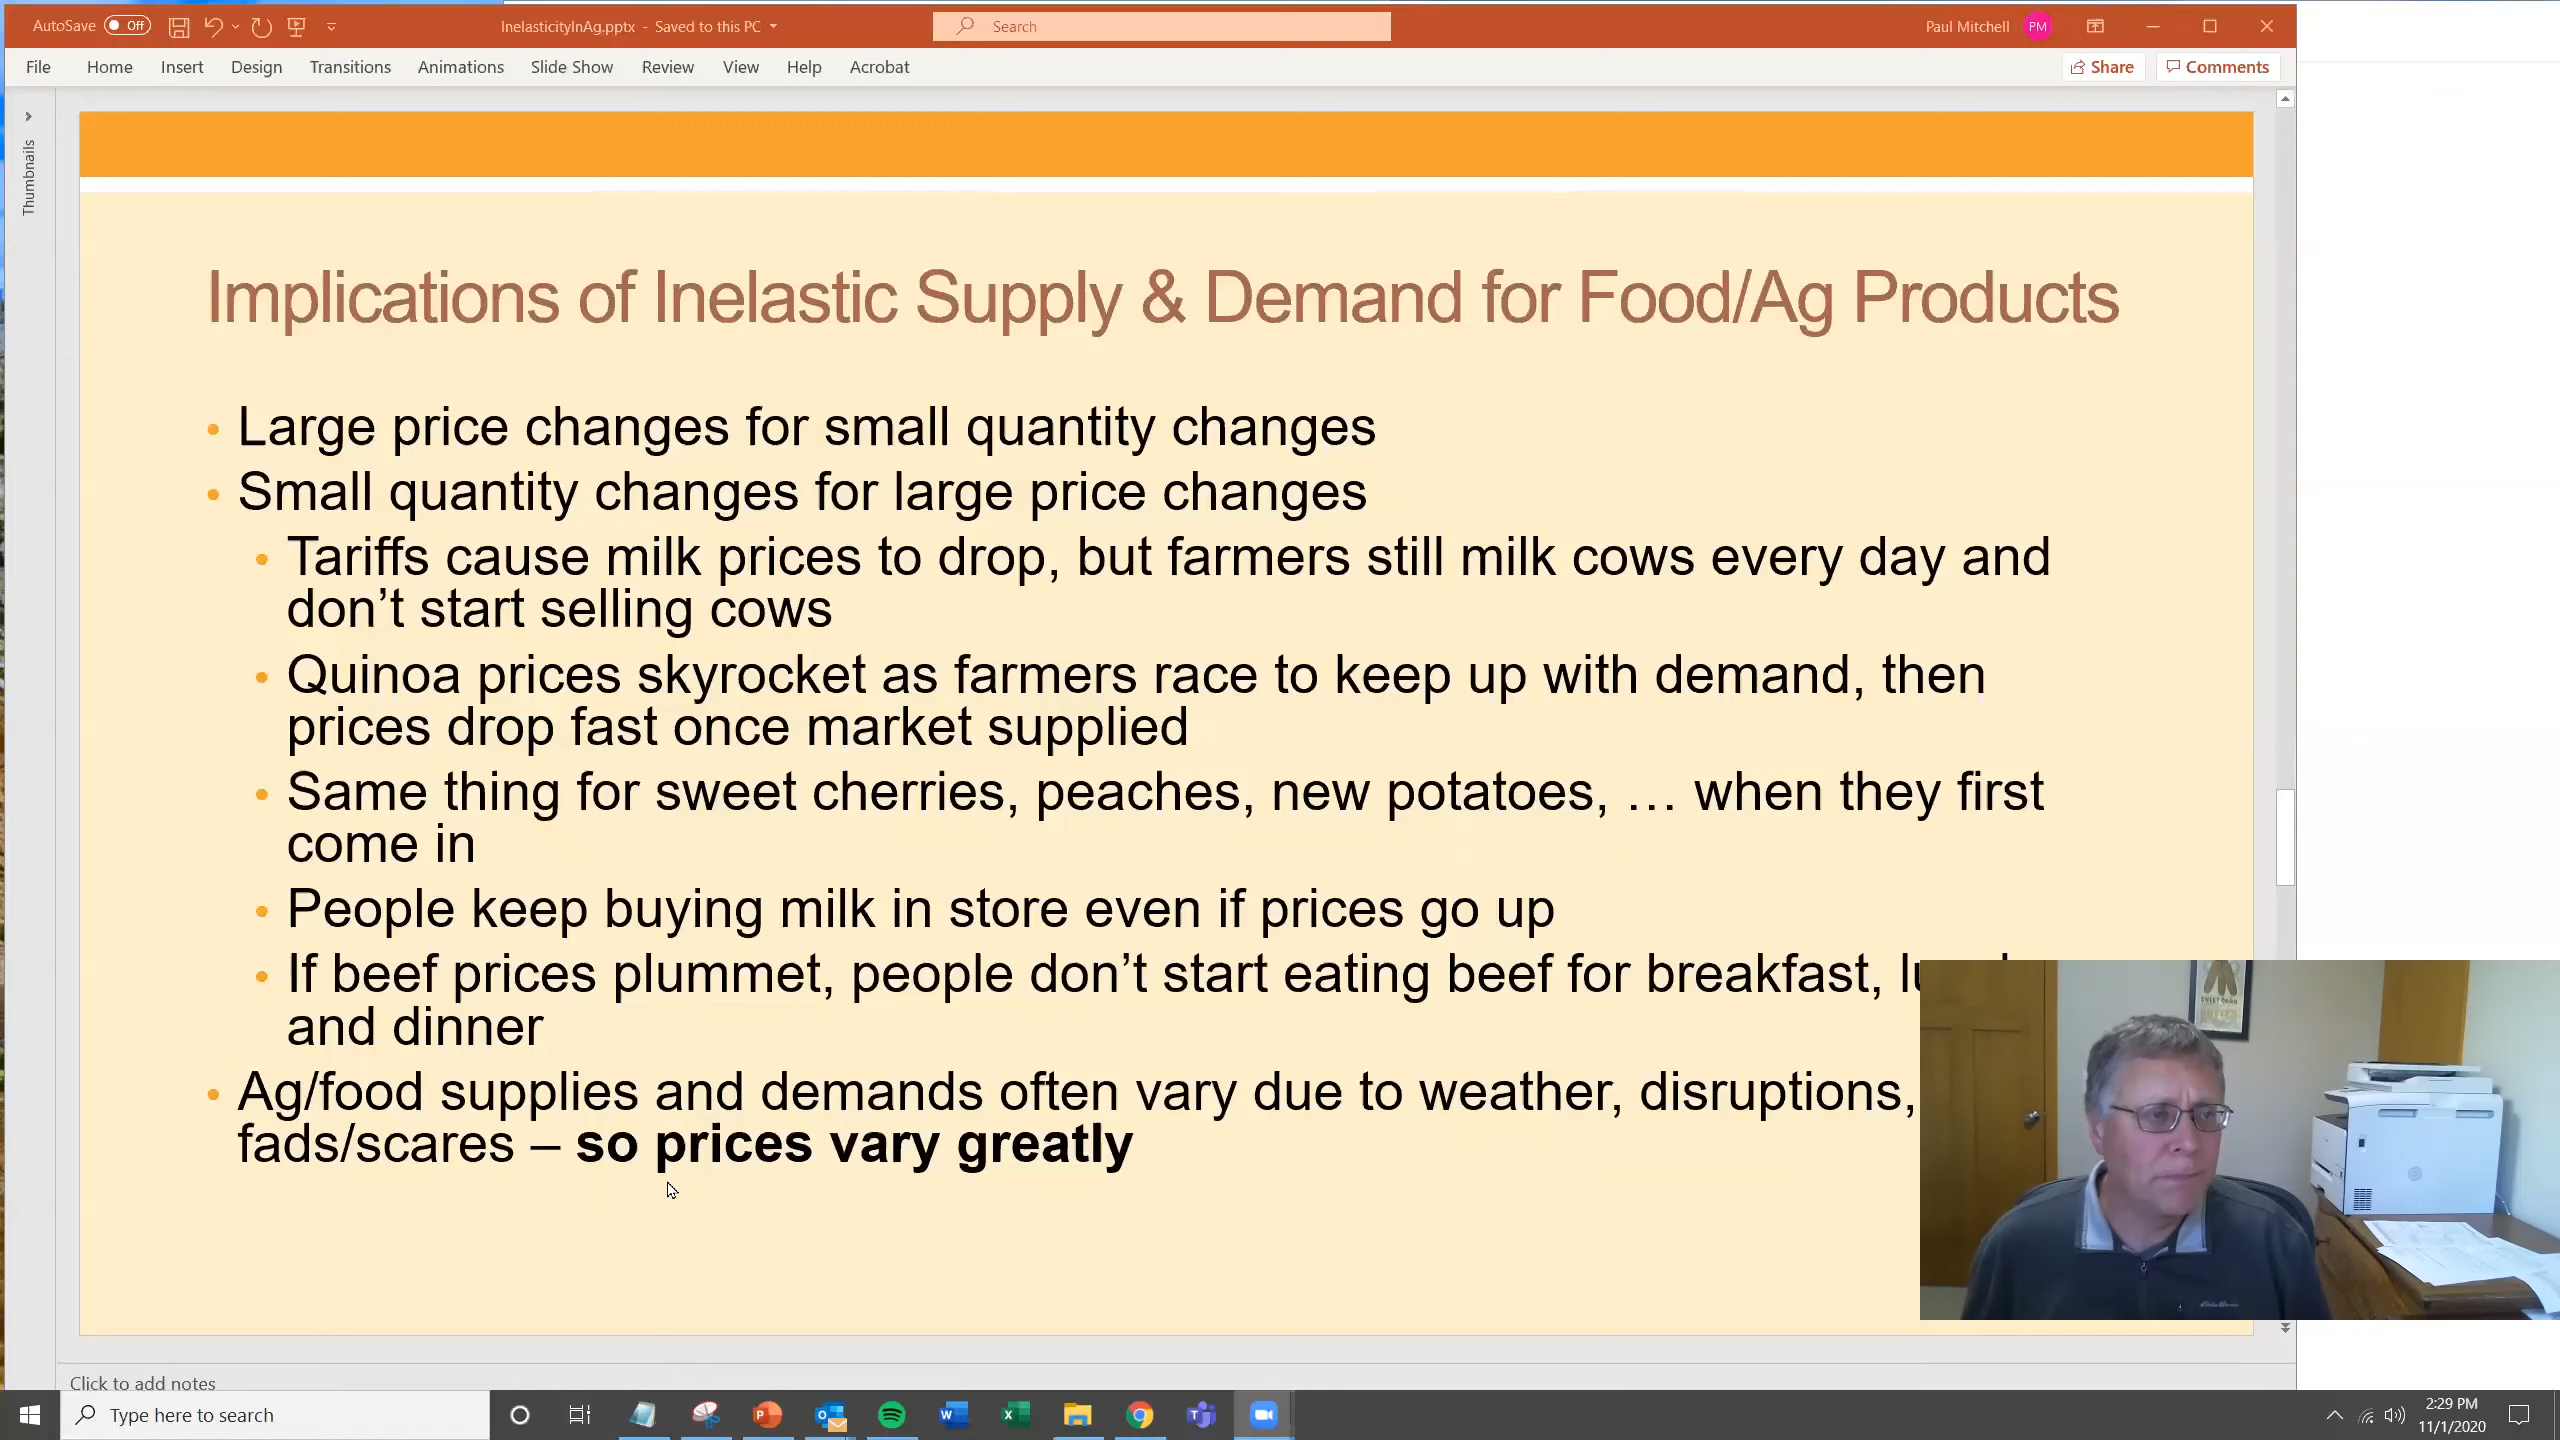 AutoSave Off
InelasticityInAg.pptx - Saved to this PC
Search
Paul Mitchell PM
File Home Insert Design Transitions Animations Slide Show Review View Help Acrobat
Share Comments
Thumbnails
Implications of Inelastic Supply & Demand for Food/Ag Products
• Large price changes for small quantity changes
• Small quantity changes for large price changes
• Tariffs cause milk prices to drop, but farmers still milk cows every day and
don’t start selling cows
• Quinoa prices skyrocket as farmers race to keep up with demand, then
prices drop fast once market supplied
• Same thing for sweet cherries, peaches, new potatoes, … when they first
come in
• People keep buying milk in store even if prices go up
• If beef prices plummet, people don’t start eating beef for breakfast,
and dinner
• Ag/food supplies and demands often vary due to weather, disruptions,
fads/scares – so prices vary greatly
Click to add notes
Type here to search
2:29 PM
11/1/2020